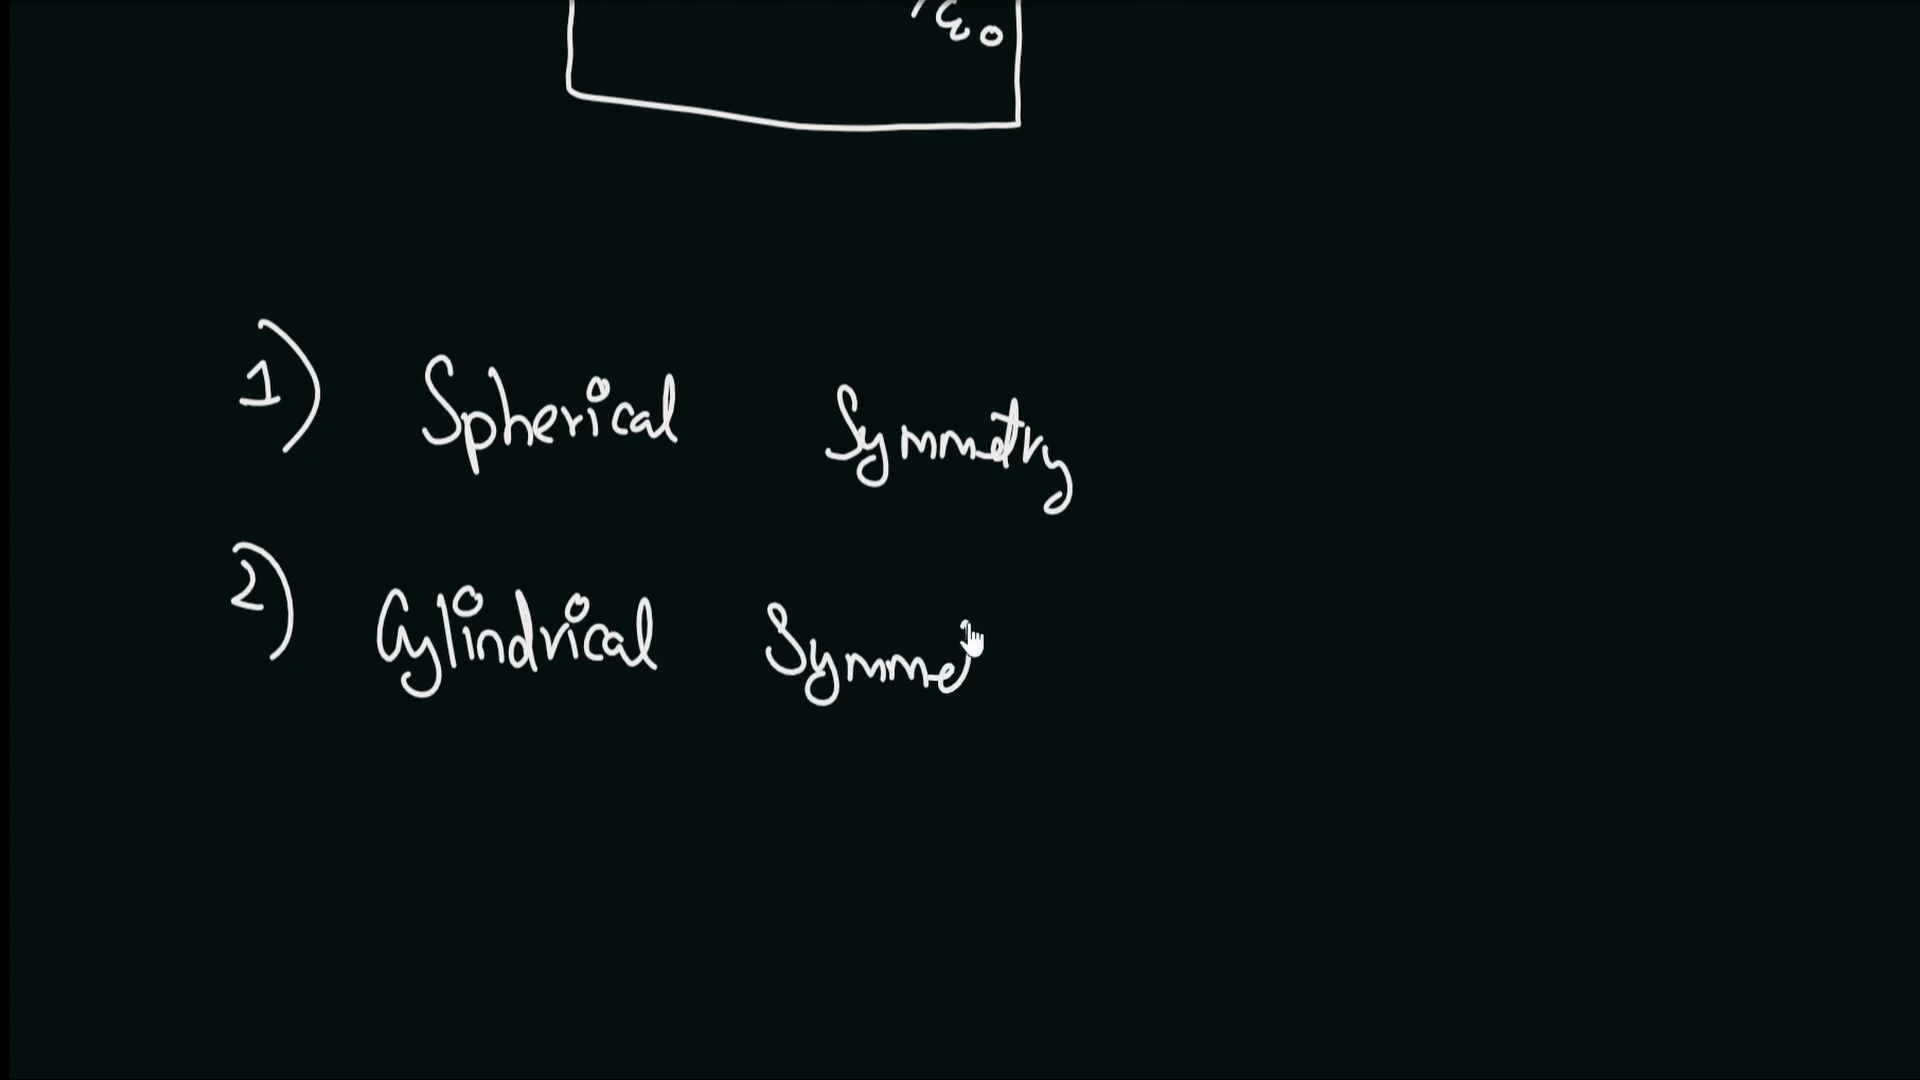 /ε₀
1) Spherical Symmetry
2) Cylindrical Symme